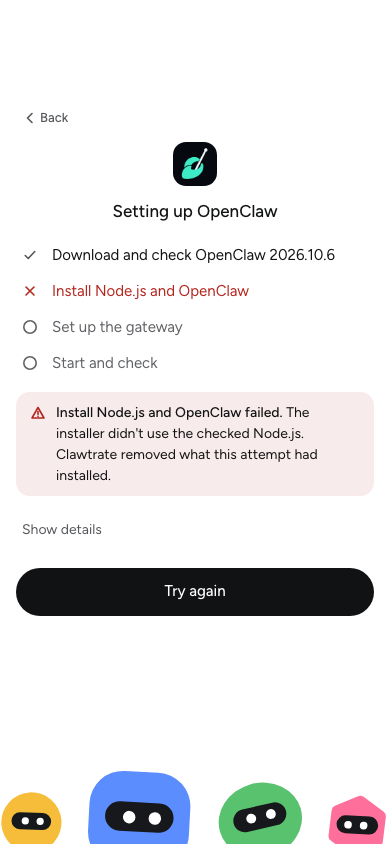 Back
Setting up OpenClaw
Download and check OpenClaw 2026.10.6
Install Node.js and OpenClaw
Set up the gateway
Start and check
Install Node.js and OpenClaw failed. The
installer didn't use the checked Node.js.
Clawtrate removed what this attempt had
installed.
Show details
Try again